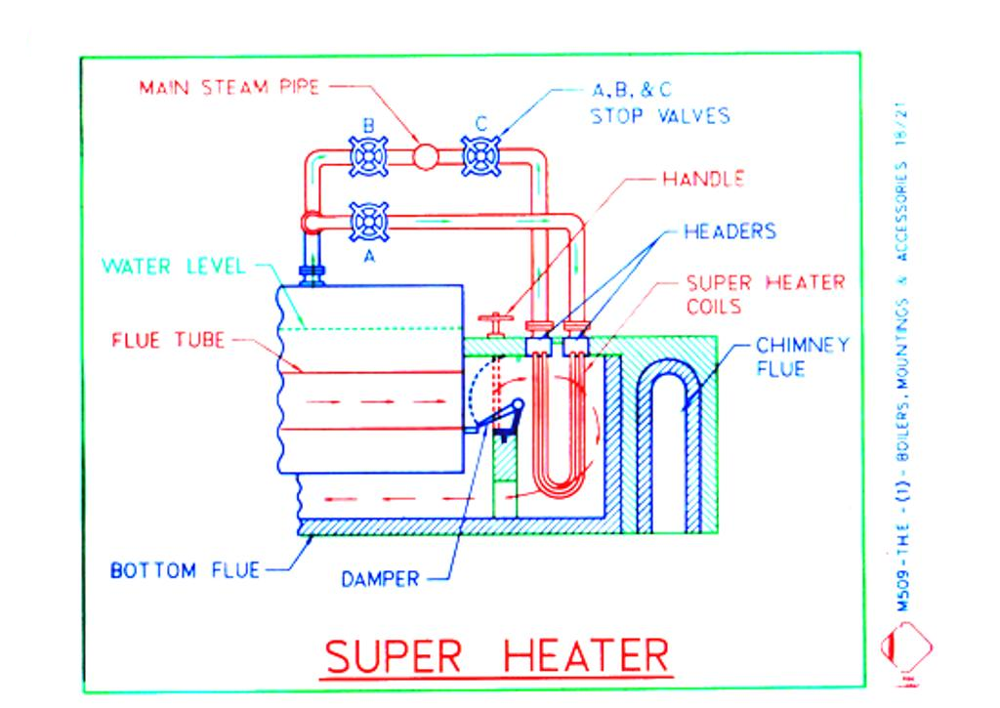 MAIN STEAM PIPE
A, B, & C
STOP VALVES
B
C
HANDLE
A
HEADERS
WATER LEVEL
SUPER HEATER
COILS
FLUE TUBE
CHIMNEY
FLUE
BOTTOM FLUE
DAMPER
SUPER HEATER
M509-T.H.E - (1) - BOILERS, MOUNTINGS & ACCESSORIES 18/21